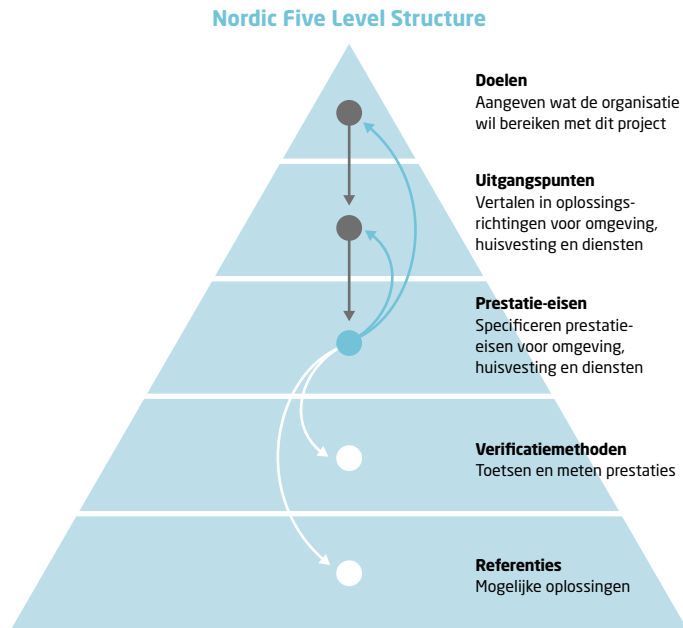 Nordic Five Level Structure
Doelen
Aangeven wat de organisatie
wil bereiken met dit project
Uitgangspunten
Vertalen in oplossings-
richtingen voor omgeving,
huisvesting en diensten
Prestatie-eisen
Specificeren prestatie-
eisen voor omgeving,
huisvesting en diensten
Verificatiemethoden
Toetsen en meten prestaties
Referenties
Mogelijke oplossingen